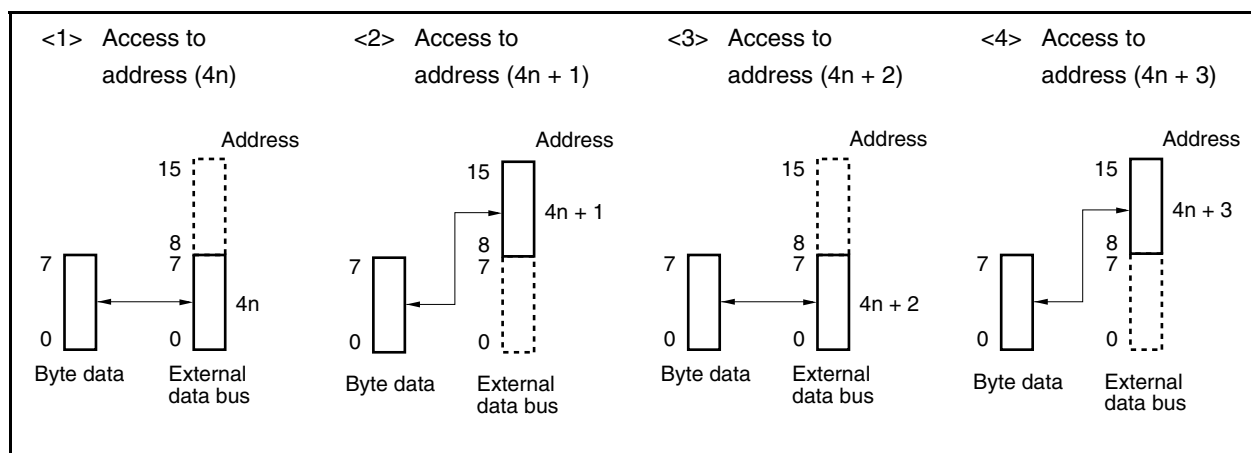 <1> Access to
address (4n)
Address
15
8
7
7
4n
0
0
Byte data
External
data bus
<2> Access to
address (4n + 1)
Address
15
4n + 1
8
7
7
0
0
Byte data
External
data bus
<3> Access to
address (4n + 2)
Address
15
8
7
7
4n + 2
0
0
Byte data
External
data bus
<4> Access to
address (4n + 3)
Address
15
4n + 3
8
7
7
0
0
Byte data
External
data bus